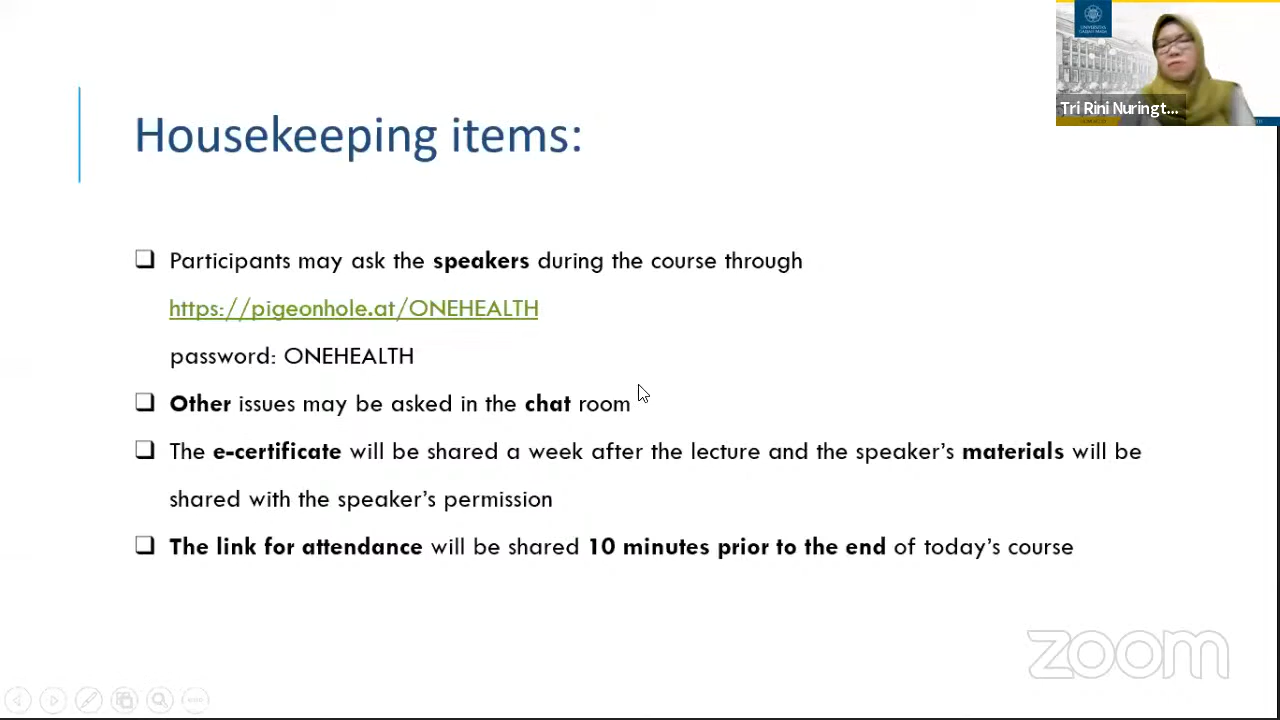 UNIVERSITAS
GADJAH MADA
Tri Rini Nuringt...
Housekeeping items:
❑ Participants may ask the speakers during the course through
https://pigeonhole.at/ONEHEALTH
password: ONEHEALTH
❑ Other issues may be asked in the chat room
❑ The e-certificate will be shared a week after the lecture and the speaker’s materials will be
shared with the speaker’s permission
❑ The link for attendance will be shared 10 minutes prior to the end of today’s course
zoom